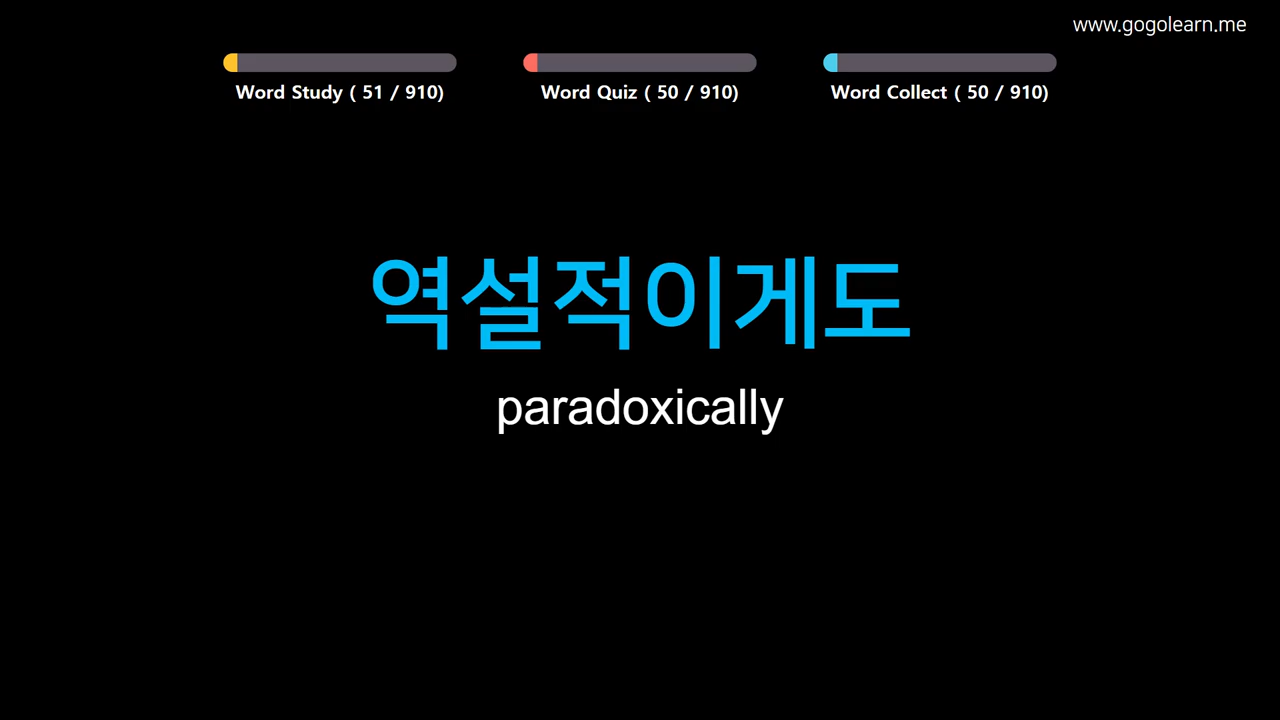 www.gogolearn.me
Word Study ( 51 / 910)
Word Quiz ( 50 / 910)
Word Collect ( 50 / 910)
역설적이게도
paradoxically